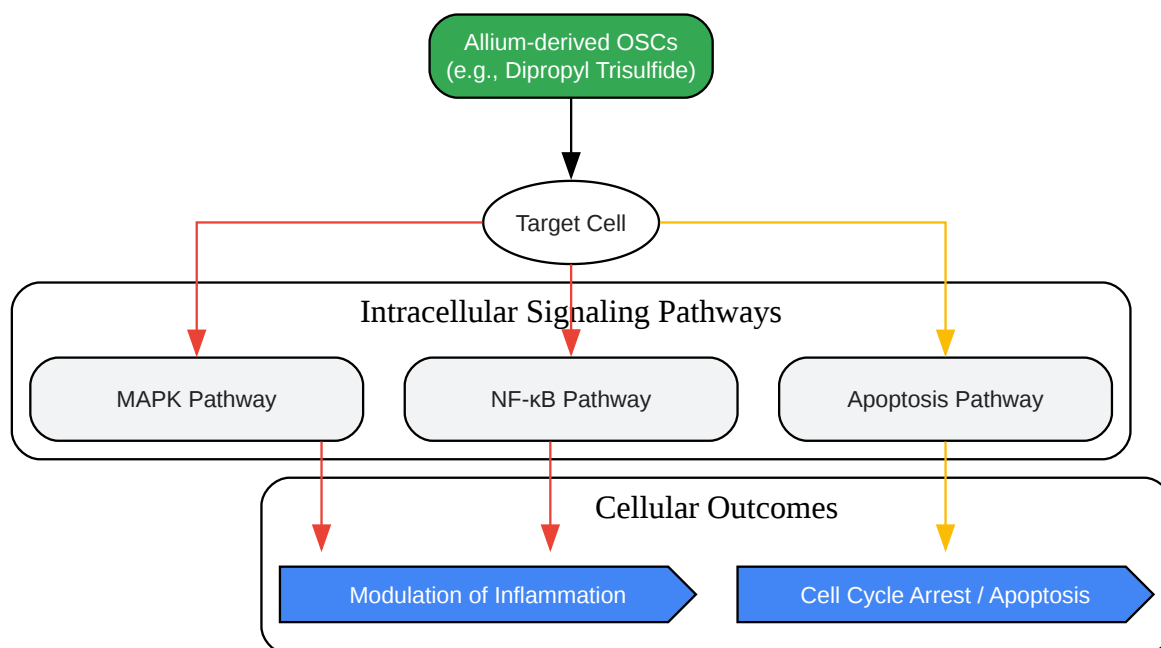 Allium-derived OSCs
(e.g., Dipropyl Trisulfide)
Target Cell
Intracellular Signaling Pathways
MAPK Pathway
NF-κB Pathway
Apoptosis Pathway
Cellular Outcomes
Modulation of Inflammation
Cell Cycle Arrest / Apoptosis